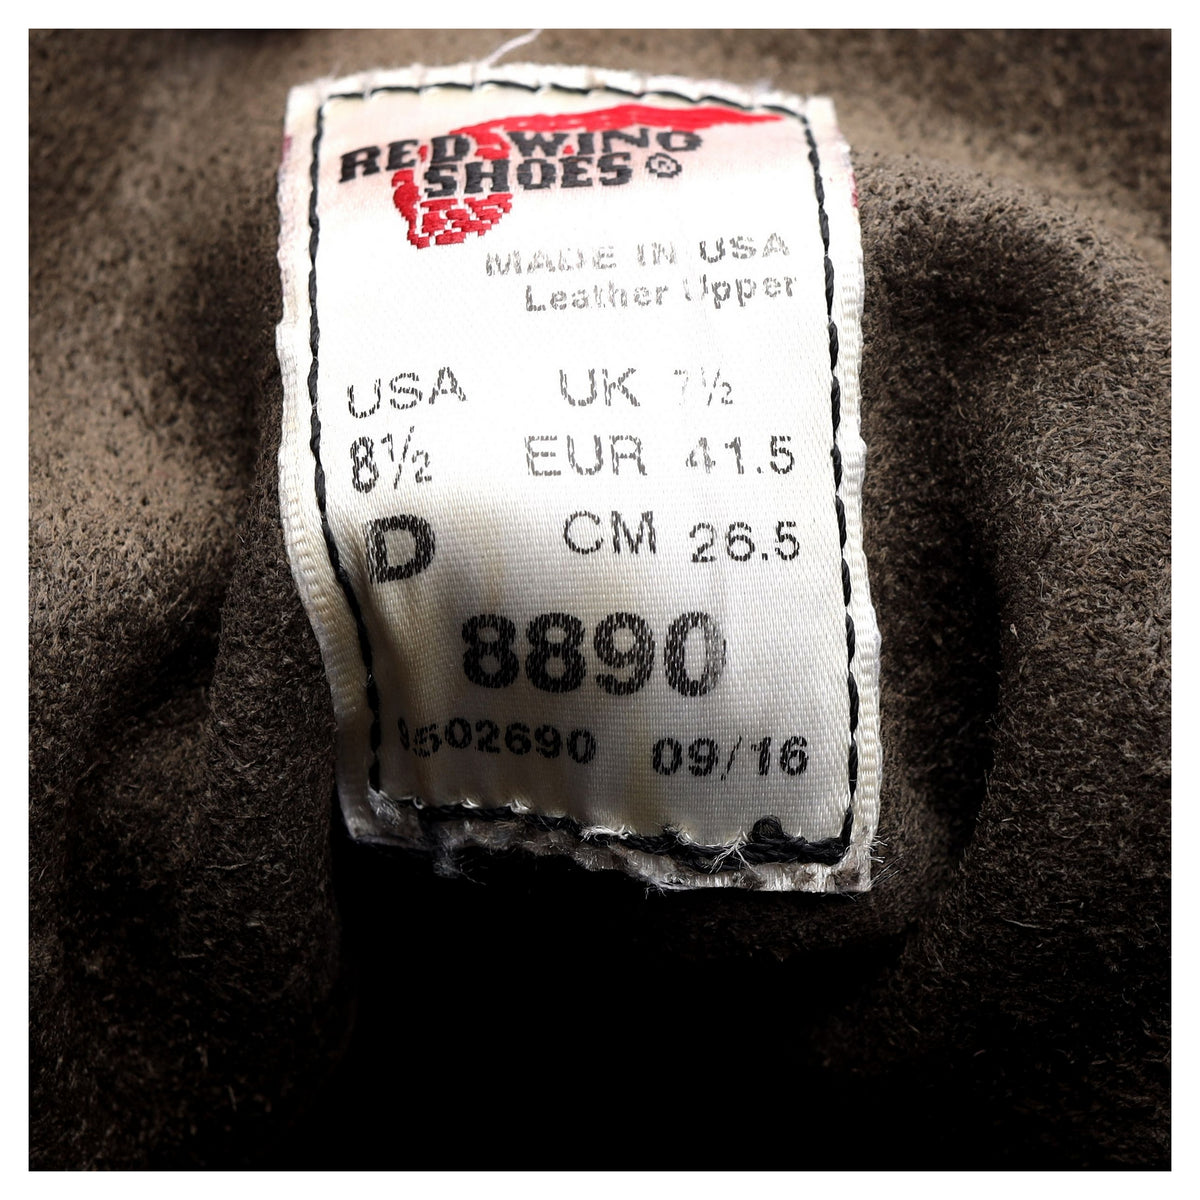 RED WING
SHOES ®
MADE IN USA
Leather Upper
USA UK 7½
8½ EUR 41.5
D CM 26.5
8890
09/16